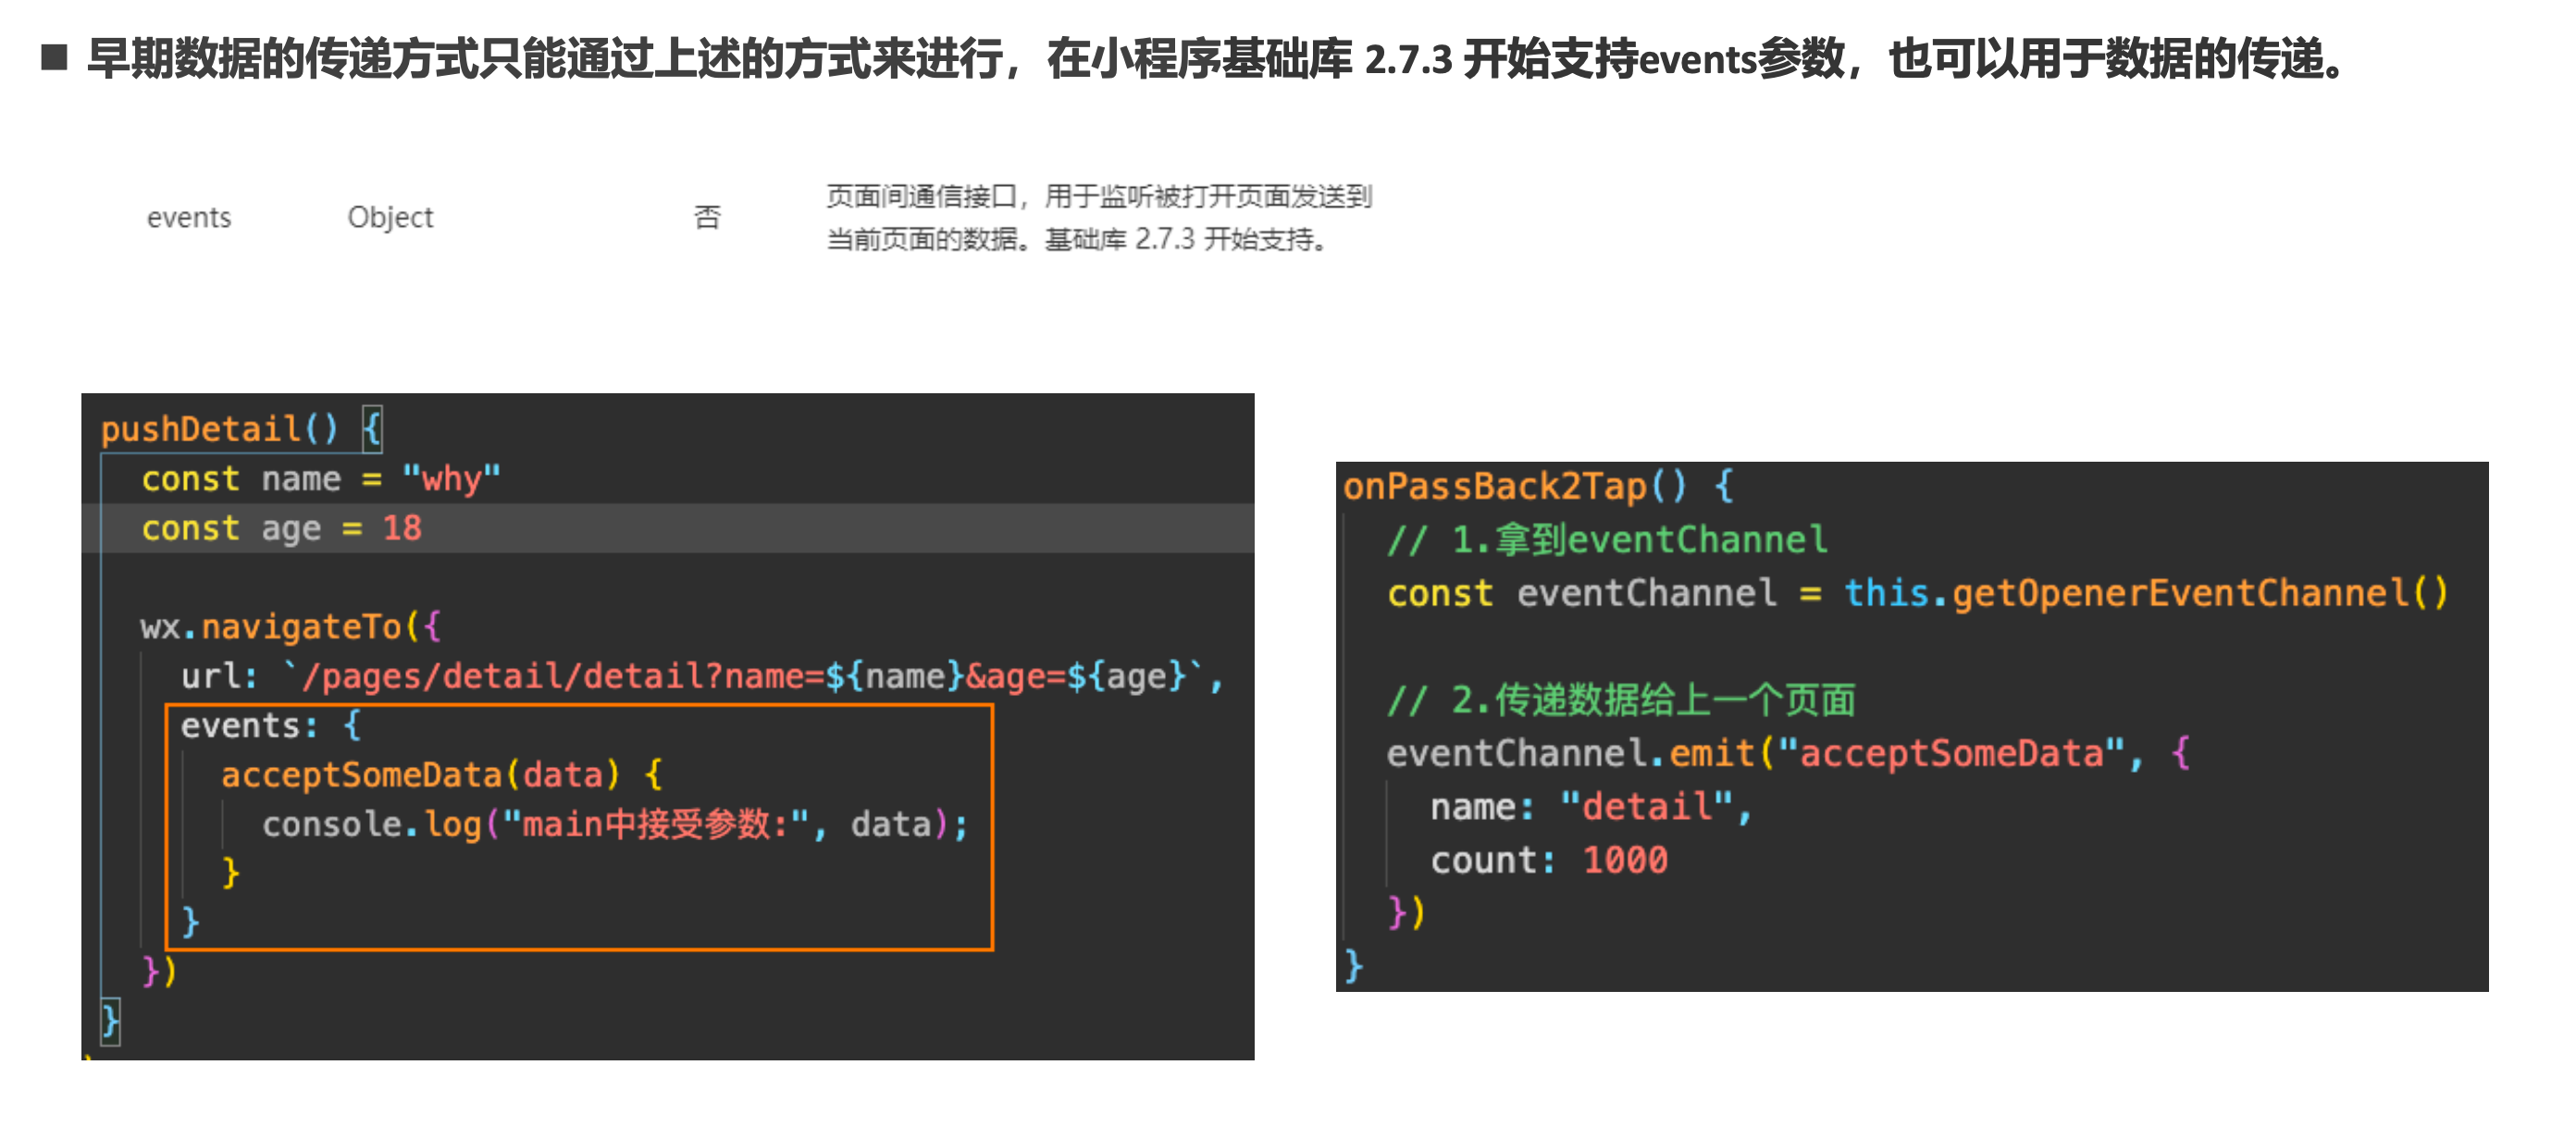 ■ 早期数据的传递方式只能通过上述的方式来进行，在小程序基础库 2.7.3 开始支持events参数，也可以用于数据的传递。
events Object 否 页面间通信接口，用于监听被打开页面发送到
当前页面的数据。基础库 2.7.3 开始支持。
pushDetail() {
const name = "why"
const age = 18
wx.navigateTo({
url: `/pages/detail/detail?name=${name}&age=${age}`,
events: {
acceptSomeData(data) {
console.log("main中接受参数:", data);
}
}
})
}
onPassBack2Tap() {
// 1.拿到eventChannel
const eventChannel = this.getOpenerEventChannel()
// 2.传递数据给上一个页面
eventChannel.emit("acceptSomeData", {
name: "detail",
count: 1000
})
}